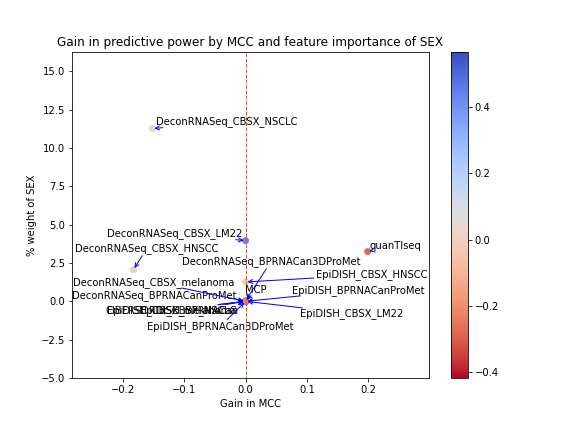 Gain in predictive power by MCC and feature importance of SEX
% weight of SEX
15.0
12.5
10.0
7.5
5.0
2.5
0.0
−2.5
−5.0
DeconRNASeq_CBSX_NSCLC
DeconRNASeq_CBSX_LM22
quanTIseq
DeconRNASeq_CBSX_HNSCC
DeconRNASeq_BPRNACan3DProMet
EpiDISH_CBSX_HNSCC
DeconRNASeq_CBSX_melanoma
MCP
EpiDISH_BPRNACanProMet
DeconRNASeq_BPRNACanProMet
EpiDISH_CBSX_LM22
EpiDISH_BPRNACan3DProMet
−0.2
−0.1
0.0
0.1
0.2
Gain in MCC
0.4
0.2
0.0
−0.2
−0.4